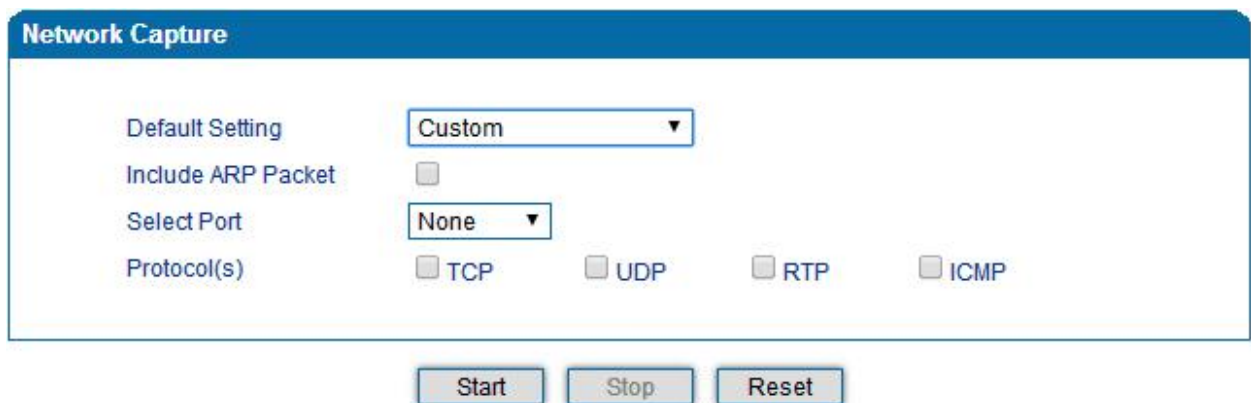 Network Capture
Default Setting Custom
Include ARP Packet
Select Port None
Protocol(s) TCP UDP RTP ICMP
Start Stop Reset